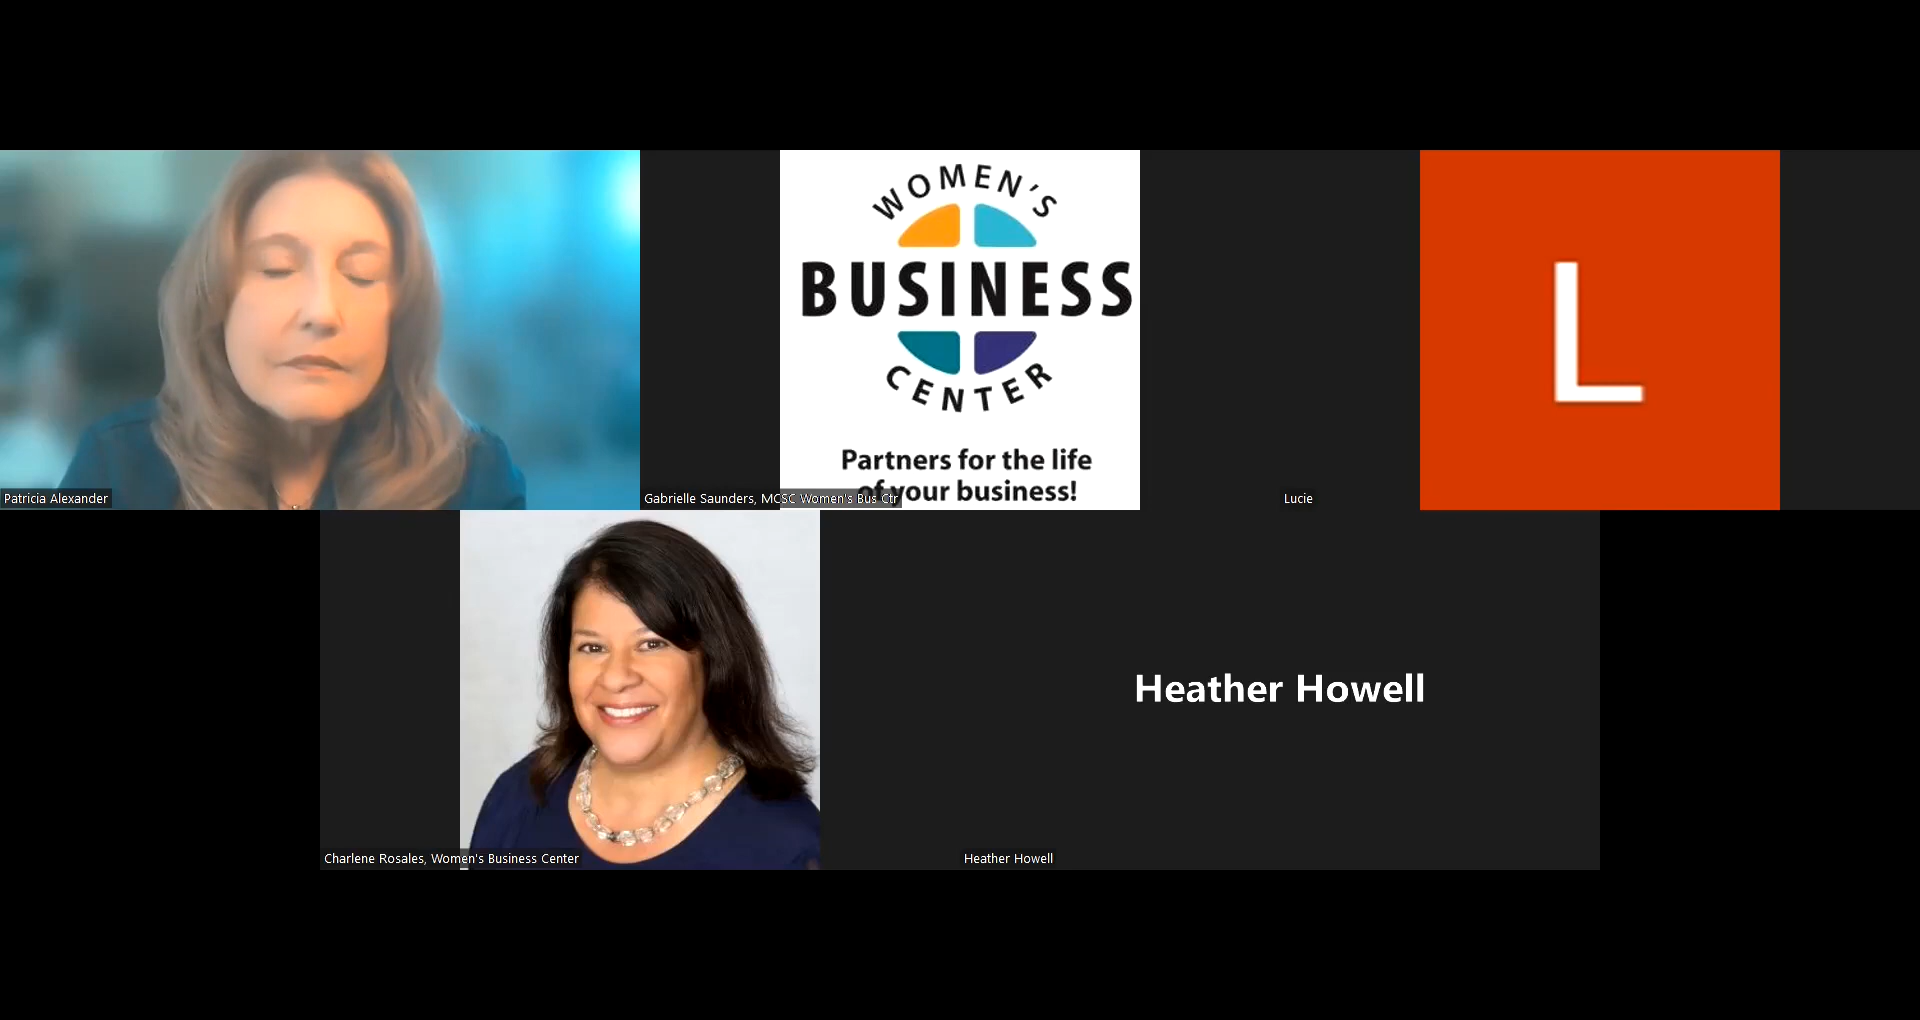 WOMEN'S
BUSINESS
CENTER
Partners for the life
of your business!
Patricia Alexander
Gabrielle Saunders, MCSC Women's Bus Ctr
Lucie
L
Heather Howell
Charlene Rosales, Women's Business Center
Heather Howell